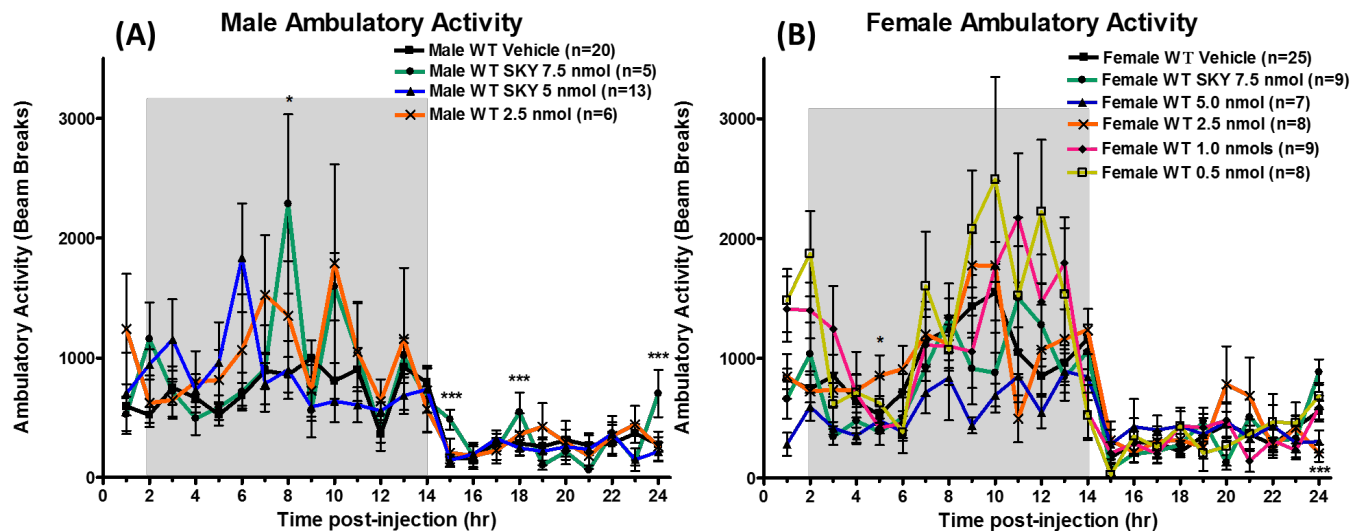 (A)
Male Ambulatory Activity
Male WT Vehicle (n=20)
Male WT SKY 7.5 nmol (n=5)
Male WT SKY 5 nmol (n=13)
Male WT 2.5 nmol (n=6)
Ambulatory Activity (Beam Breaks)
3000
2000
1000
0
*
***
***
***
0 2 4 6 8 10 12 14 16 18 20 22 24
Time post-injection (hr)
(B)
Female Ambulatory Activity
Female WT Vehicle (n=25)
Female WT SKY 7.5 nmol (n=9)
Female WT 5.0 nmol (n=7)
Female WT 2.5 nmol (n=8)
Female WT 1.0 nmols (n=9)
Female WT 0.5 nmol (n=8)
Ambulatory Activity (Beam Breaks)
3000
2000
1000
0
*
***
0 2 4 6 8 10 12 14 16 18 20 22 24
Time post-injection (hr)